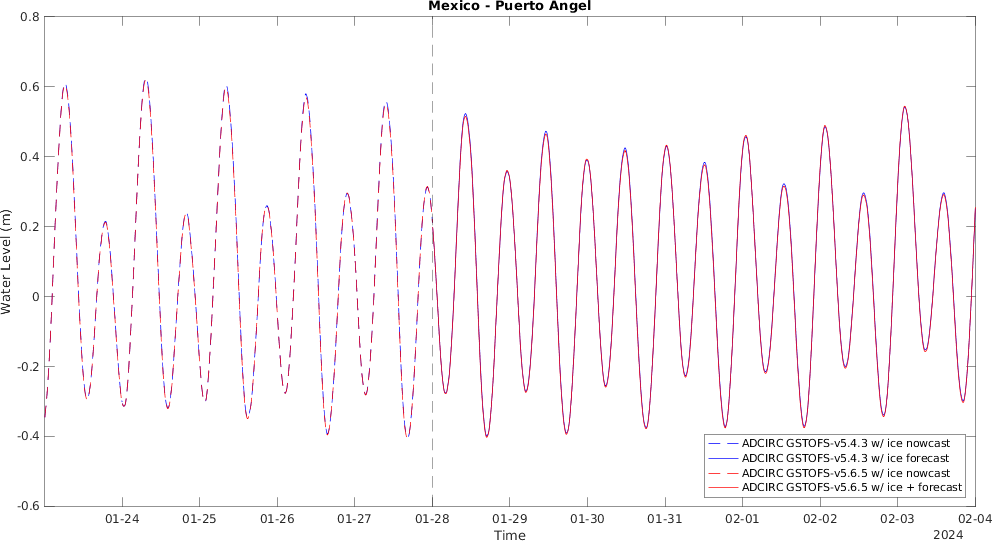 Mexico - Puerto Angel
Water Level (m)
0.8
0.6
0.4
0.2
0
-0.2
-0.4
-0.6
ADCIRC GSTOFS-v5.4.3 w/ ice nowcast
ADCIRC GSTOFS-v5.4.3 w/ ice forecast
ADCIRC GSTOFS-v5.6.5 w/ ice nowcast
ADCIRC GSTOFS-v5.6.5 w/ ice + forecast
01-24 01-25 01-26 01-27 01-28 01-29 01-30 01-31 02-01 02-02 02-03 02-04
Time
2024